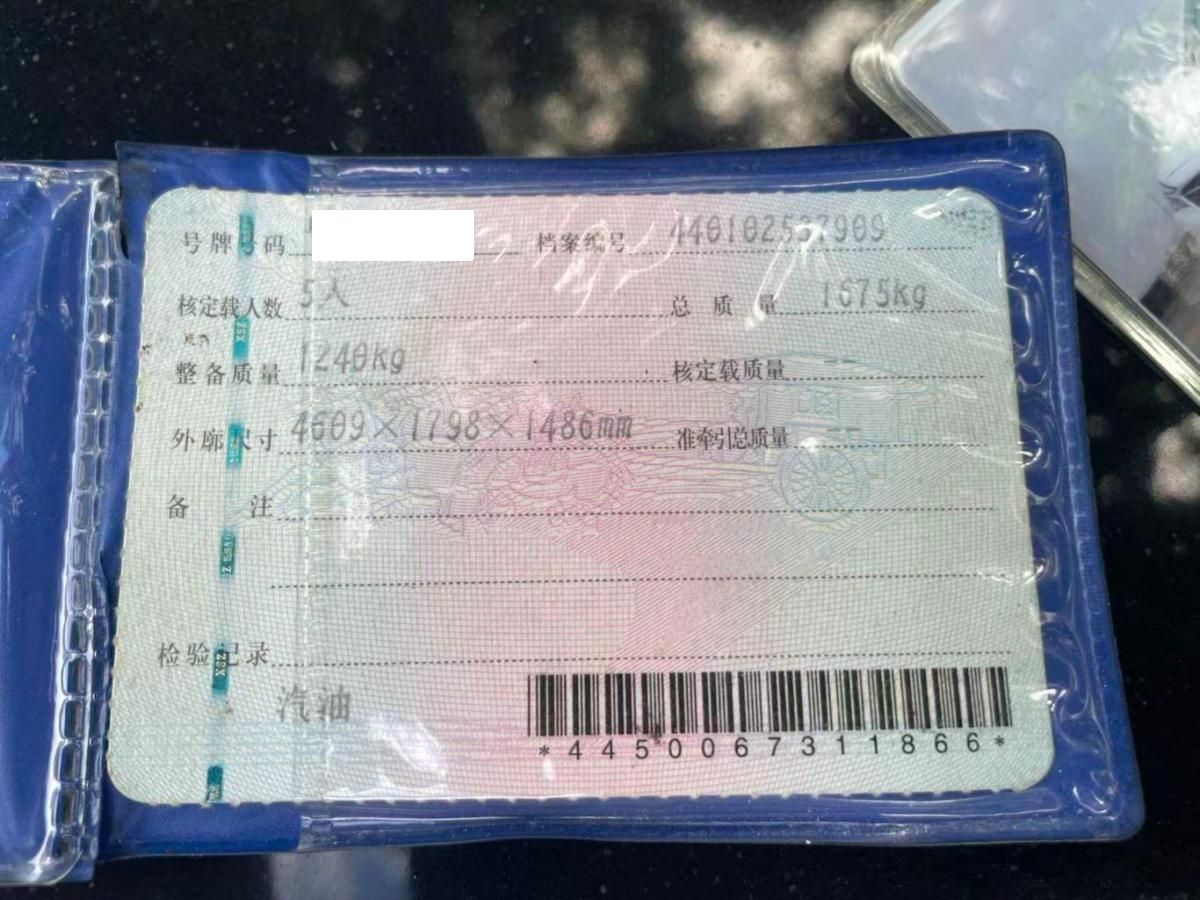 号牌号码 档案编号 440102537909
核定载人数 5人 总质量 1675kg
整备质量 1240kg 核定载质量 --
外廓尺寸 4609×1798×1486mm 准牵引总质量 --
备注
检验记录
汽油
*445006731186 6*